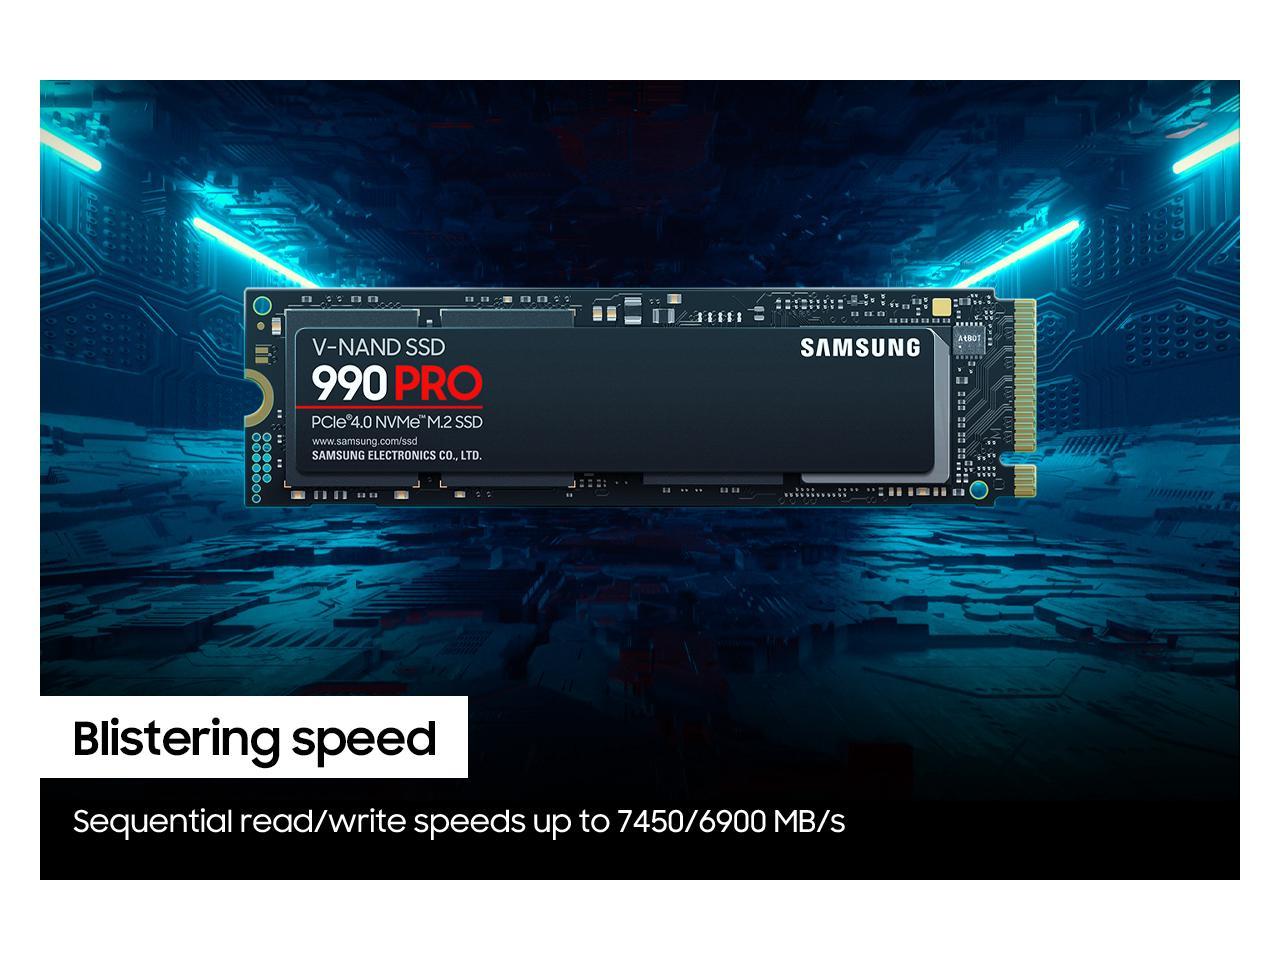 V-NAND SSD
SAMSUNG
990 PRO
PCIe®4.0 NVMe™ M.2 SSD
www.samsung.com/ssd
SAMSUNG ELECTRONICS CO., LTD.
Blistering speed
Sequential read/write speeds up to 7450/6900 MB/s